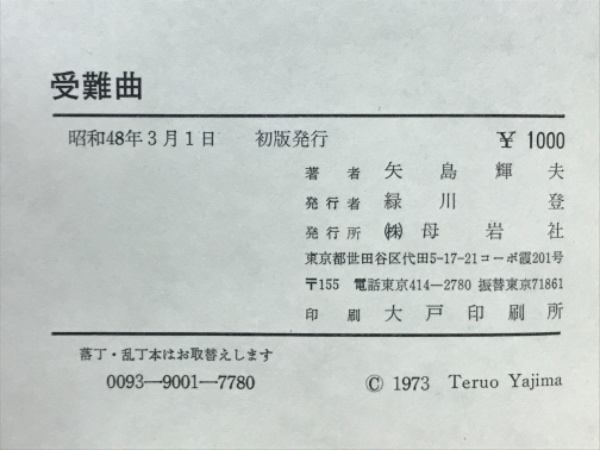 受難曲
昭和48年3月1日 初版発行 ¥ 1000
著者 矢島輝夫
発行者 緑川登
発行所 ㈱母岩社
東京都世田谷区代田5-17-21コーポ霞201号
〒155 電話東京414—2780 振替東京71861
印刷 大戸印刷所
落丁・乱丁本はお取替えします
0093—9001—7780
© 1973 Teruo Yajima